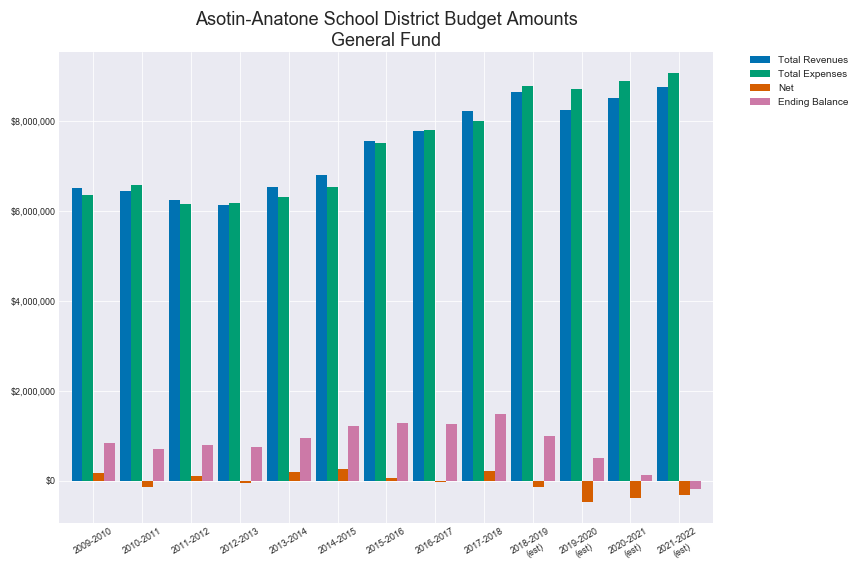 Asotin-Anatone School District Budget Amounts
General Fund
Total Revenues
Total Expenses
Net
Ending Balance
$8,000,000
$6,000,000
$4,000,000
$2,000,000
$0
2009-2010
2010-2011
2011-2012
2012-2013
2013-2014
2014-2015
2015-2016
2016-2017
2017-2018
2018-2019
(est)
2019-2020
(est)
2020-2021
(est)
2021-2022
(est)